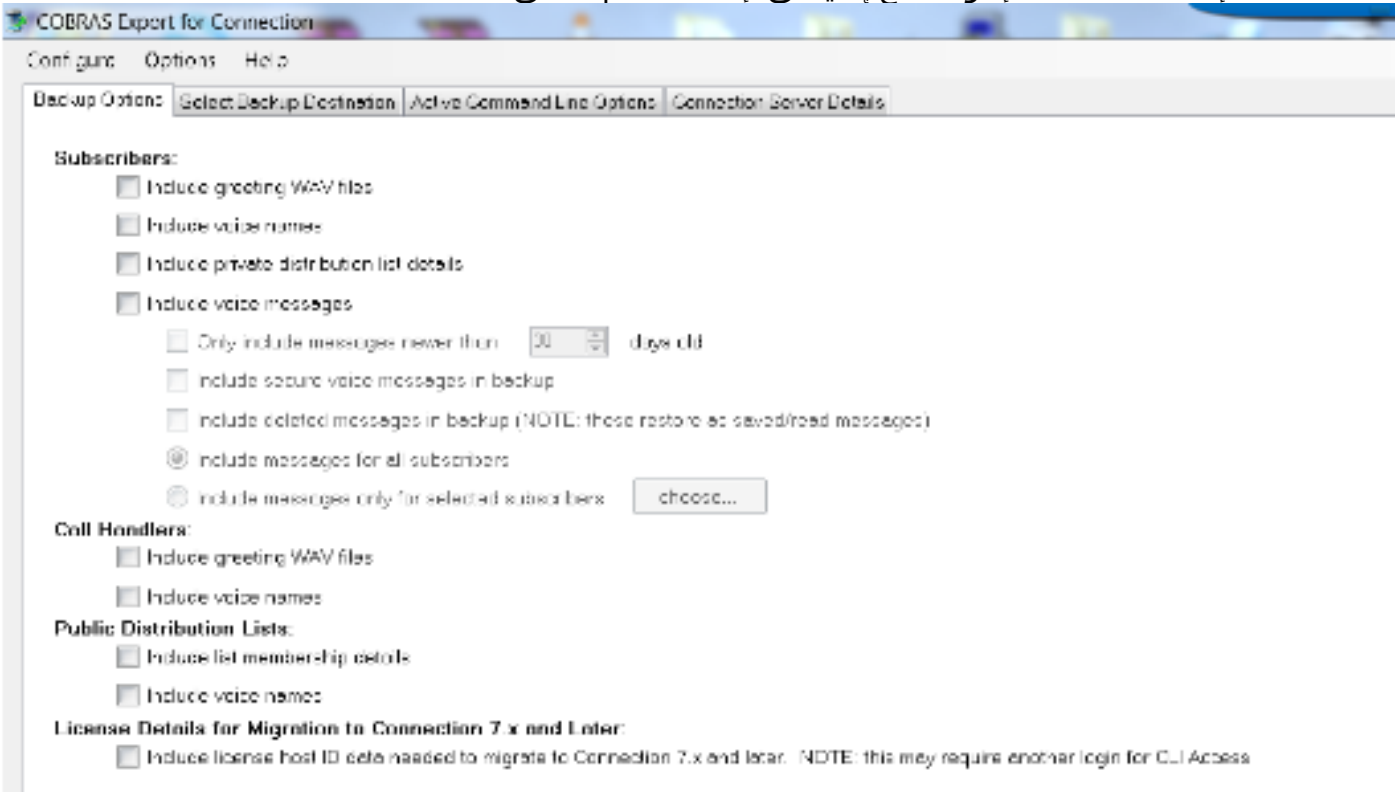 COBRAS Export for Connection
Configure Options Help
Backup Options Select Backup Destination Active Command Line Options Connection Server Details
Subscribers:
Include greeting WAV files
Include voice names
Include private distribution list details
Include voice messages
Only include messages newer than days old
Include secure voice messages in backup
Include deleted messages in backup (NOTE: these restore as saved/read messages)
Include messages for all subscribers
Include messages only for selected subscribers choose...
Call Handlers:
Include greeting WAV files
Include voice names
Public Distribution Lists:
Include list membership details
Include voice names
License Details for Migration to Connection 7.x and Later:
Include license host ID data needed to migrate to Connection 7.x and later. NOTE: this may require another login for CLI Access